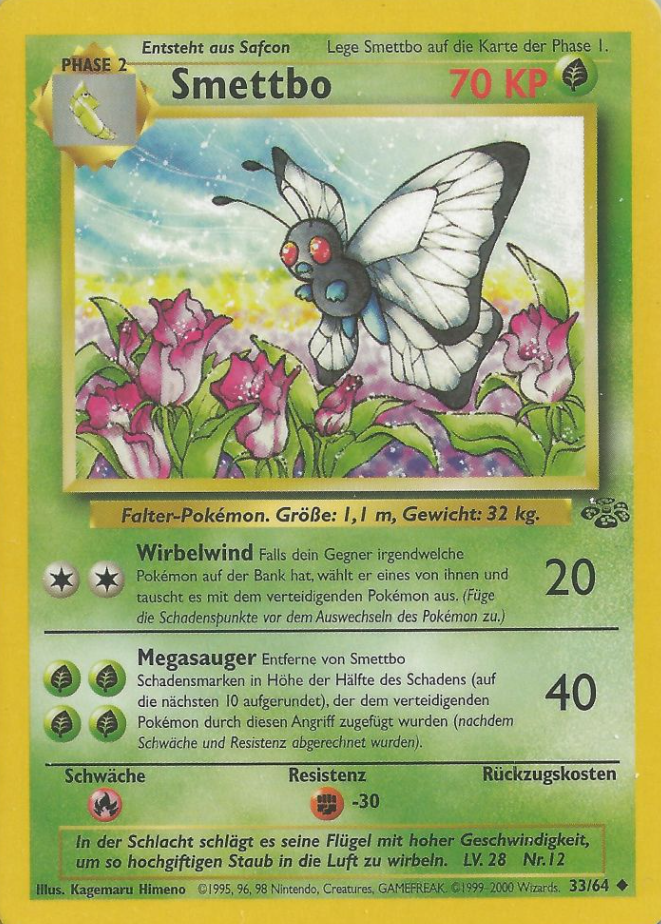 Entsteht aus Safcon Lege Smettbo auf die Karte der Phase 1.
PHASE 2
Smettbo 70 KP
Falter-Pokémon. Größe: 1,1 m, Gewicht: 32 kg.
Wirbelwind Falls dein Gegner irgendwelche
Pokémon auf der Bank hat, wählt er eines von ihnen und
tauscht es mit dem verteidigenden Pokémon aus. (Füge
die Schadenspunkte vor dem Auswechseln des Pokémon zu.)
20
Megasauger Entferne von Smettbo
Schadensmarken in Höhe der Hälfte des Schadens (auf
die nächsten 10 aufgerundet), der dem verteidigenden
Pokémon durch diesen Angriff zugefügt wurden (nachdem
Schwäche und Resistenz abgerechnet wurden).
40
Schwäche Resistenz Rückzugskosten
-30
In der Schlacht schlägt es seine Flügel mit hoher Geschwindigkeit,
um so hochgiftigen Staub in die Luft zu wirbeln. LV. 28 Nr. 12
Illus. Kagemaru Himeno ©1995, 96, 98 Nintendo, Creatures, GAMEFREAK. ©1999-2000 Wizards. 33/64